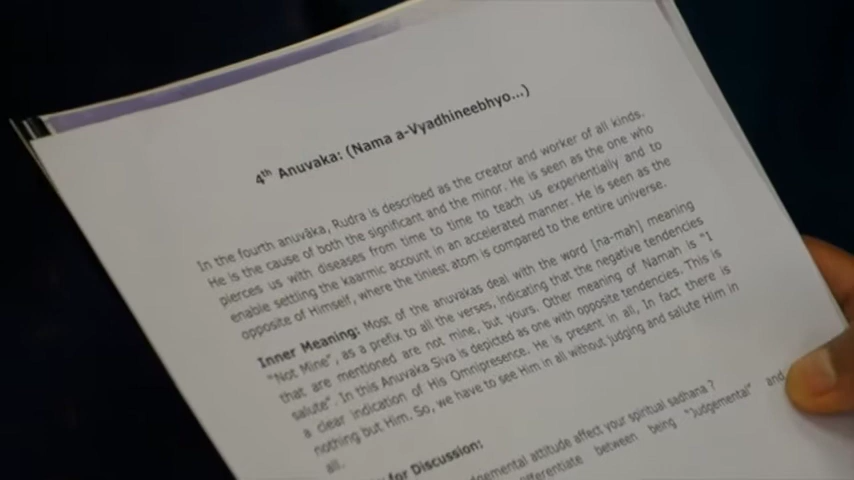 4th Anuvaka: (Nama a-Vyadhineebhyo...)
In the fourth anuvâka, Rudra is described as the creator and worker of all kinds.
He is the cause of both the significant and the minor. He is seen as the one who
pierces us with diseases from time to time to teach us experientially and to
enable settling the kaarmic account in an accelerated manner. He is seen as the
opposite of Himself, where the tiniest atom is compared to the entire universe.
Inner Meaning: Most of the anuvakas deal with the word [na-mah] meaning
"Not Mine", as a prefix to all the verses, indicating that the negative tendencies
that are mentioned are not mine, but yours. Other meaning of Namah is "I
salute". In this Anuvaka Siva is depicted as one with opposite tendencies. This is
a clear indication of His Omnipresence. He is present in all, In fact there is
nothing but Him. So, we have to see Him in all without judging and salute Him in
all.
for Discussion:
attitude affect your spiritual sadhana ?
between being "Judgemental" and